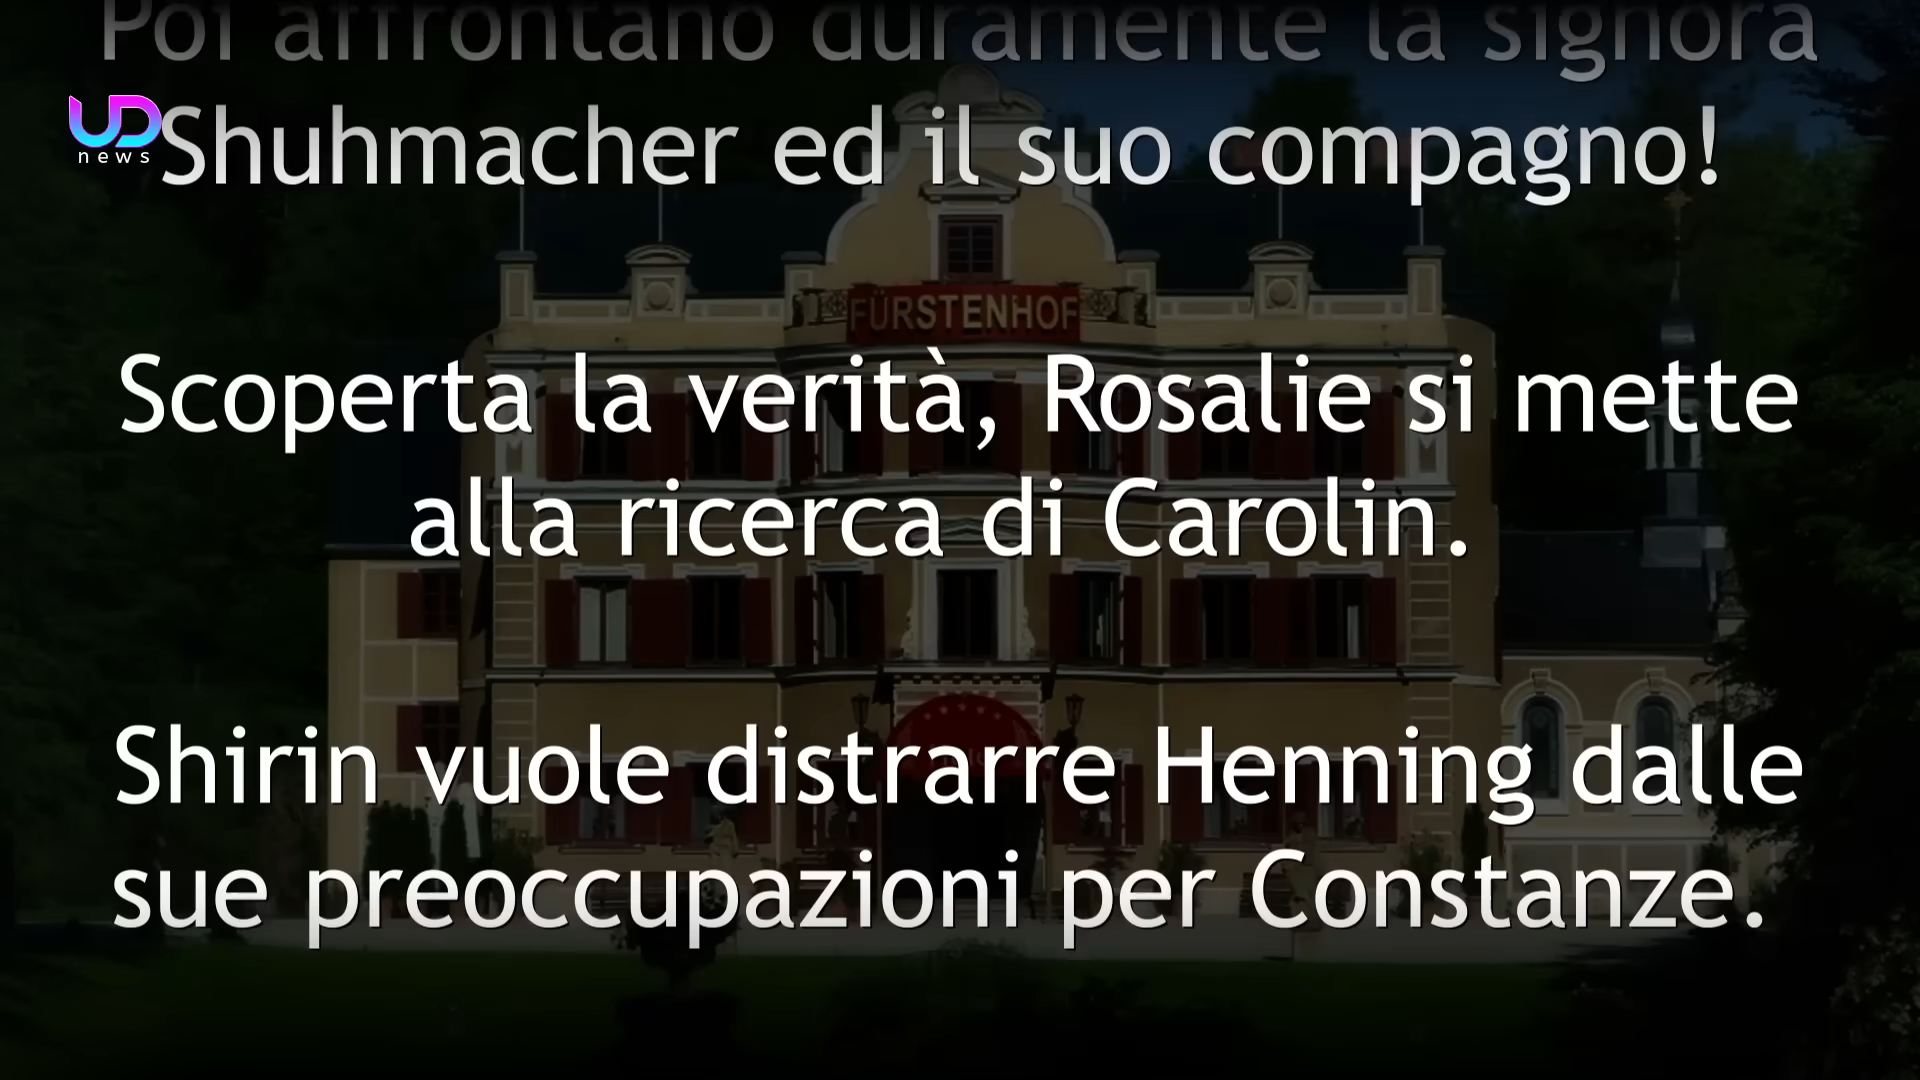 Poi affrontano duramente la signora
UD
news
Shuhmacher ed il suo compagno!
FÜRSTENHOF
Scoperta la verità, Rosalie si mette
alla ricerca di Carolin.
Shirin vuole distrarre Henning dalle
sue preoccupazioni per Constanze.